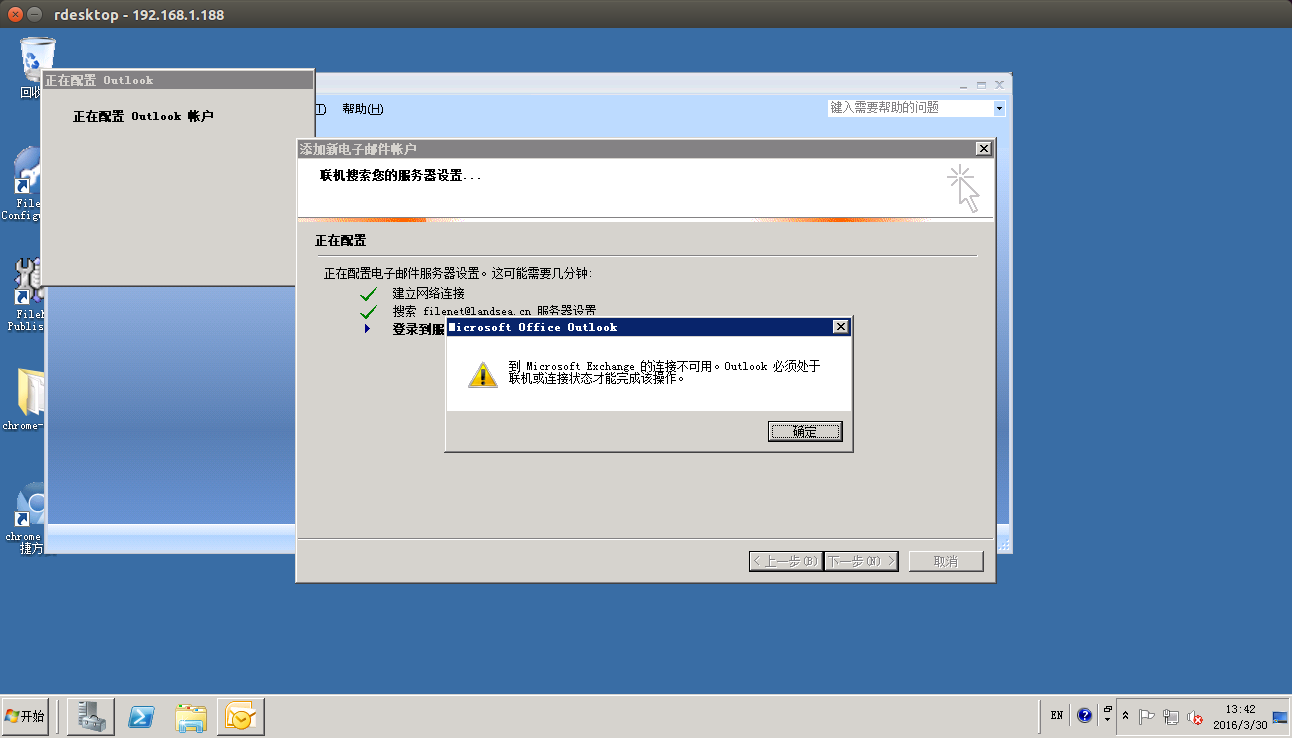 rdesktop - 192.168.1.188
回收
正在配置 Outlook
正在配置 Outlook 帐户
(T)
帮助(H)
键入需要帮助的问题
添加新电子邮件帐户
联机搜索您的服务器设置...
正在配置
正在配置电子邮件服务器设置。这可能需要几分钟:
建立网络连接
搜索 filenet@landsea.cn 服务器设置
登录到服
Microsoft Office Outlook
到 Microsoft Exchange 的连接不可用。Outlook 必须处于
联机或连接状态才能完成该操作。
确定
< 上一步(B)
下一步(N) >
取消
File
Configu
FileN
Publis
chrome-
chrome
捷方
开始
EN
13:42
2016/3/30